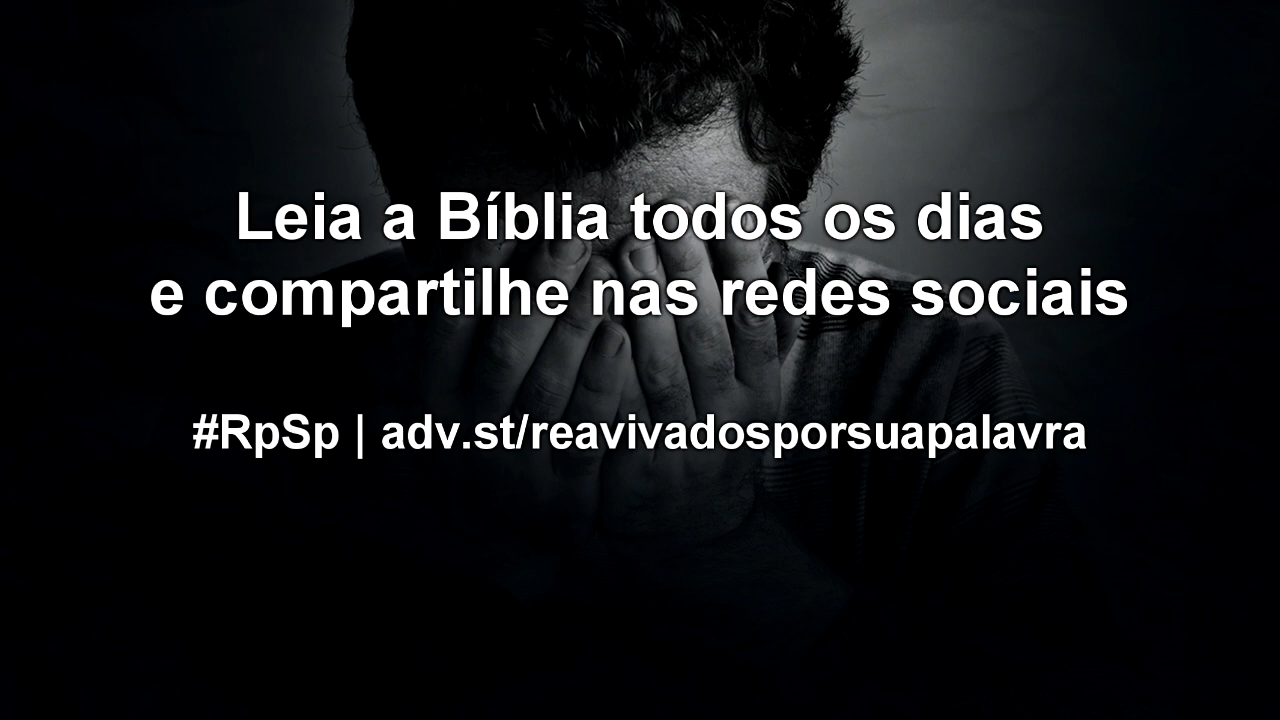 Leia a Bíblia todos os dias
e compartilhe nas redes sociais
#RpSp | adv.st/reavivadosporsuapalavra